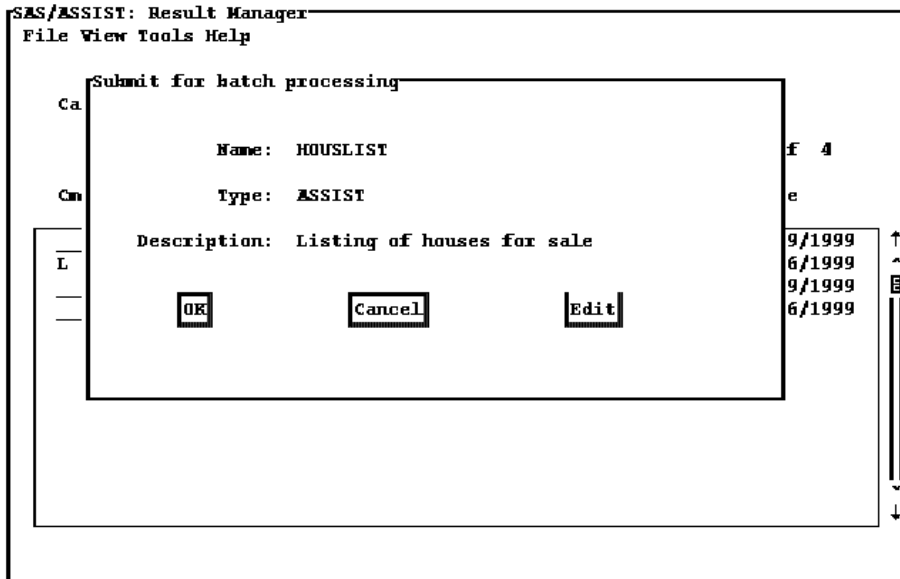 SAS/ASSIST: Result Manager
File View Tools Help
Submit for batch processing
Ca
Name: HOUSLIST
f 4
Cm
Type: ASSIST
e
Description: Listing of houses for sale
9/1999
L
6/1999
9/1999
OK Cancel Edit
6/1999